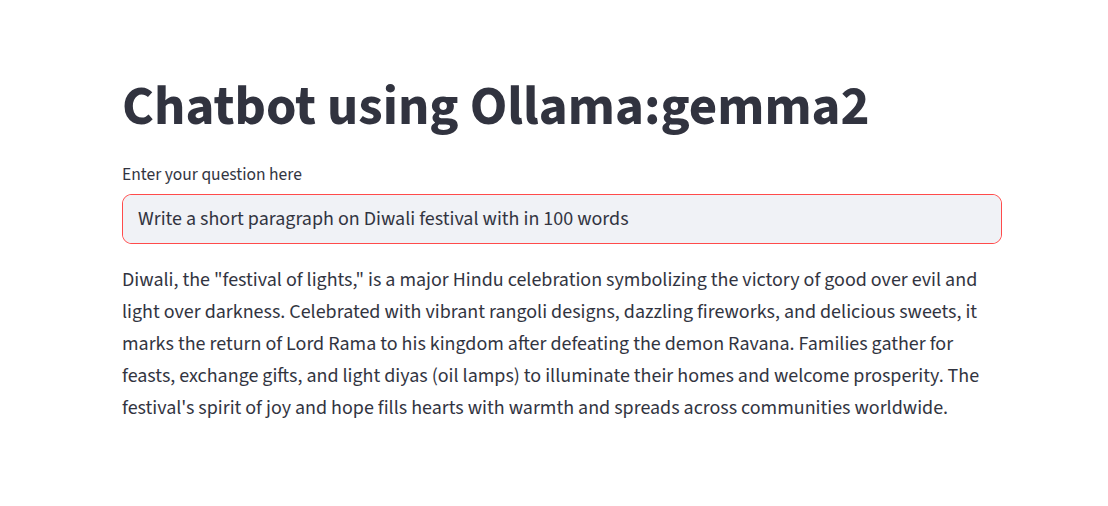 Chatbot using Ollama:gemma2
Enter your question here
Write a short paragraph on Diwali festival with in 100 words
Diwali, the "festival of lights," is a major Hindu celebration symbolizing the victory of good over evil and
light over darkness. Celebrated with vibrant rangoli designs, dazzling fireworks, and delicious sweets, it
marks the return of Lord Rama to his kingdom after defeating the demon Ravana. Families gather for
feasts, exchange gifts, and light diyas (oil lamps) to illuminate their homes and welcome prosperity. The
festival's spirit of joy and hope fills hearts with warmth and spreads across communities worldwide.